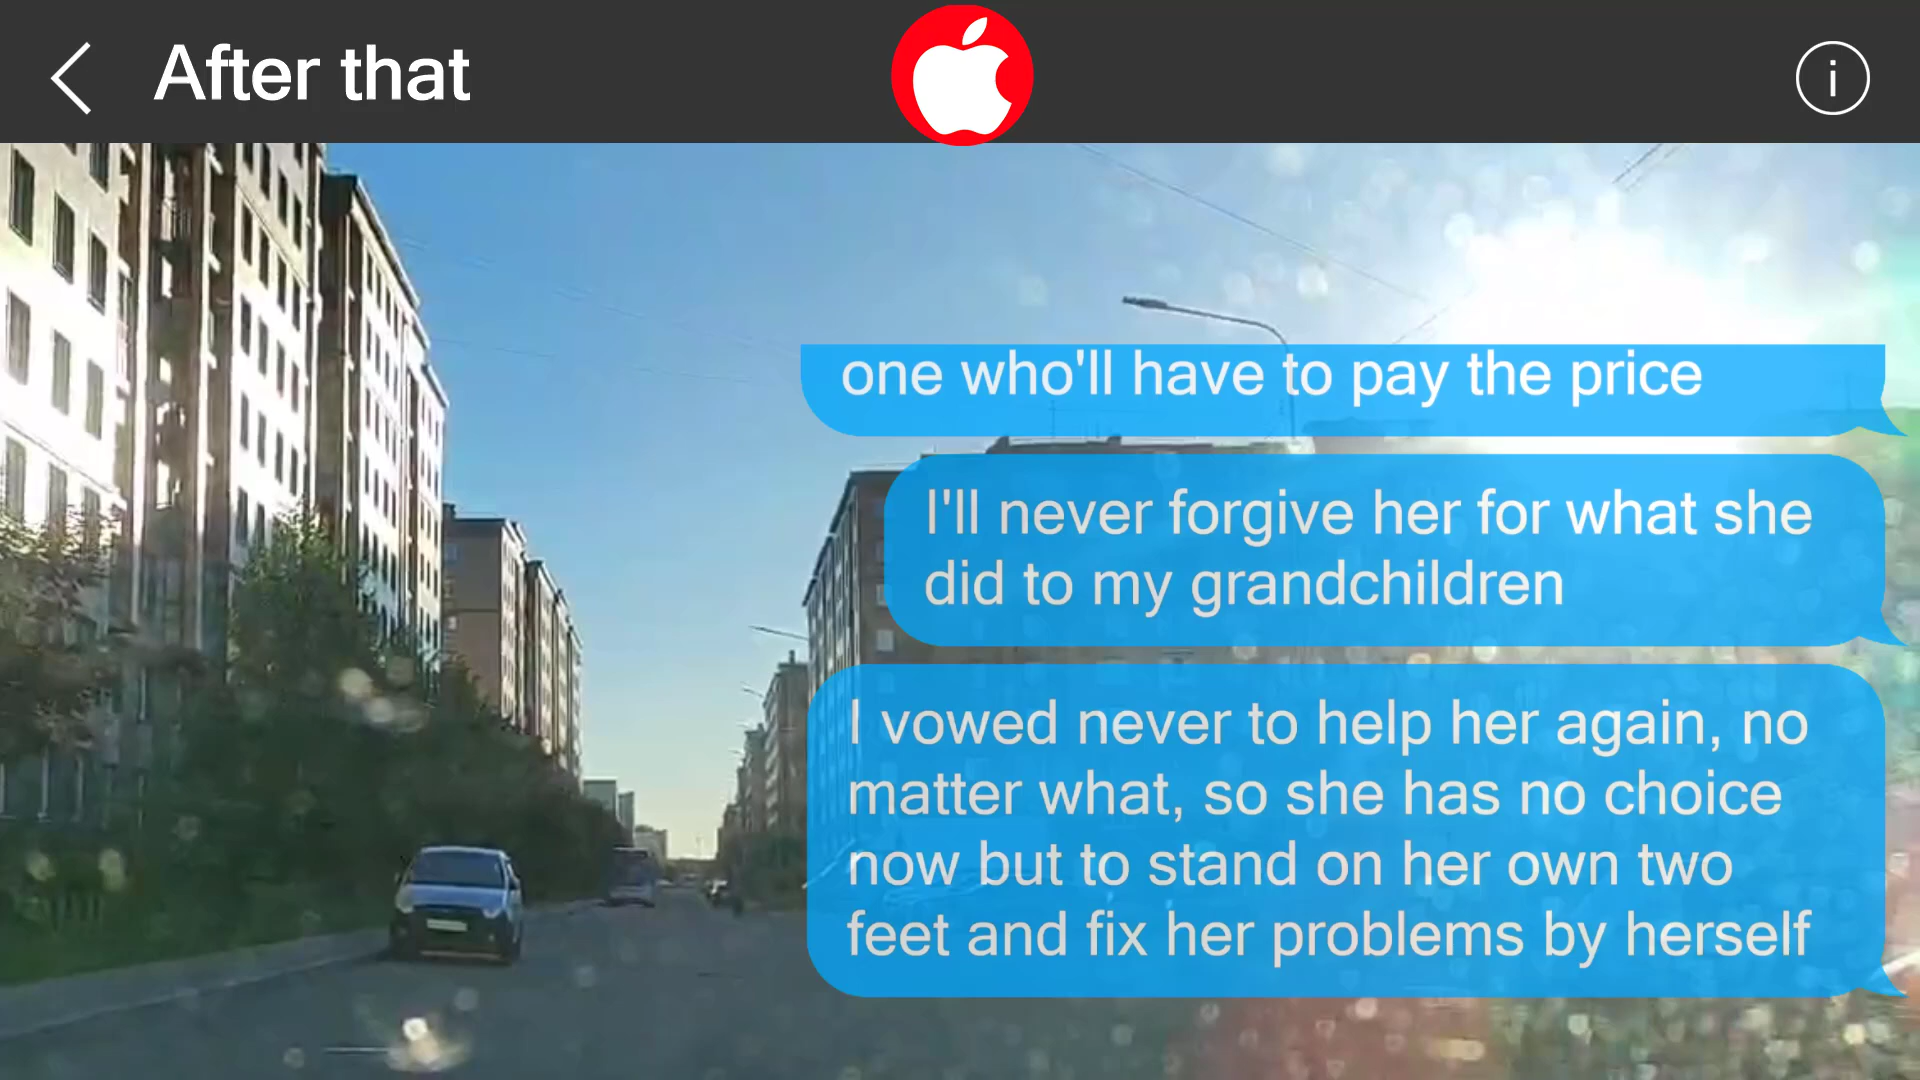 After that
one who'll have to pay the price
I'll never forgive her for what she
did to my grandchildren
I vowed never to help her again, no
matter what, so she has no choice
now but to stand on her own two
feet and fix her problems by herself